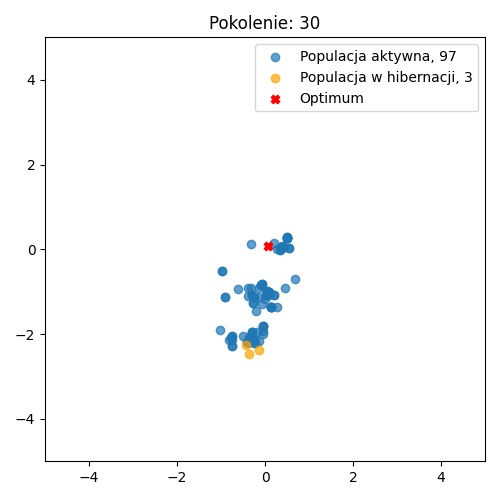 Pokolenie: 30
Populacja aktywna, 97
Populacja w hibernacji, 3
Optimum
4
2
0
−2
−4
−4
−2
0
2
4